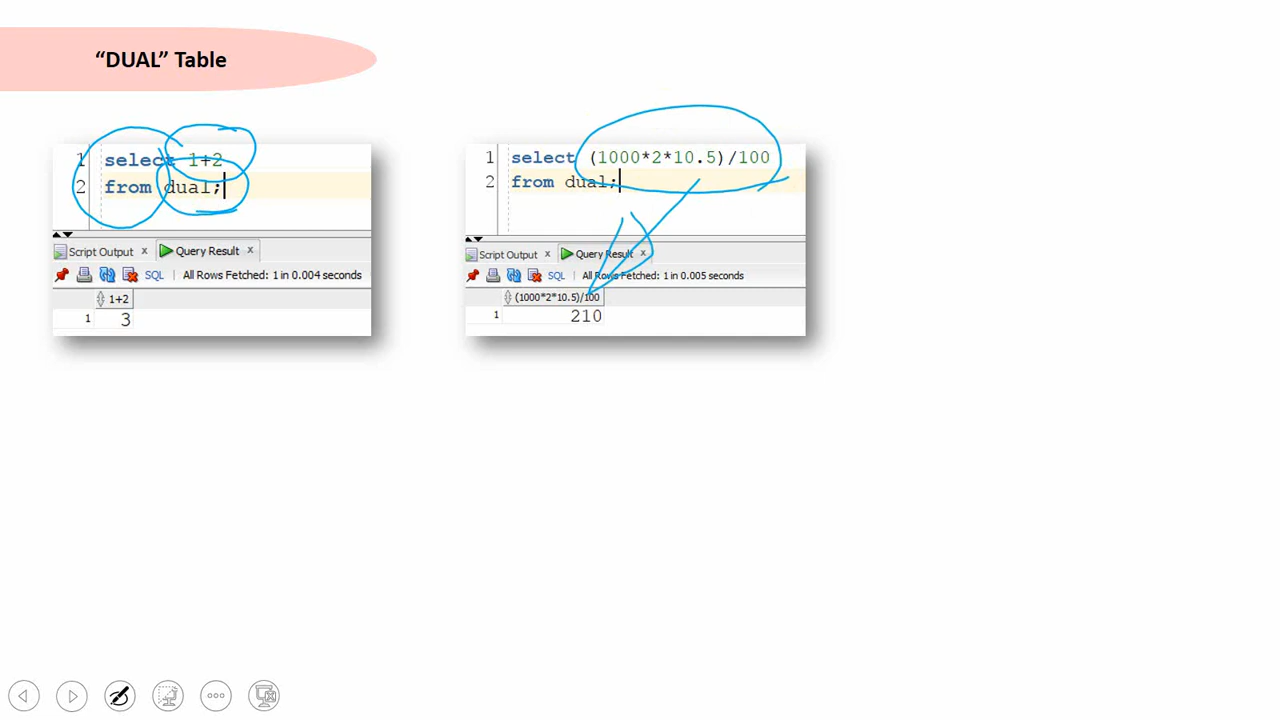 “DUAL” Table
1 select 1+2
2 from dual;
Script Output x Query Result x
SQL | All Rows Fetched: 1 in 0.004 seconds
1+2
1 3
1 select (1000*2*10.5)/100
2 from dual;
Script Output x Query Result x
SQL | All Rows Fetched: 1 in 0.005 seconds
(1000*2*10.5)/100
1 210